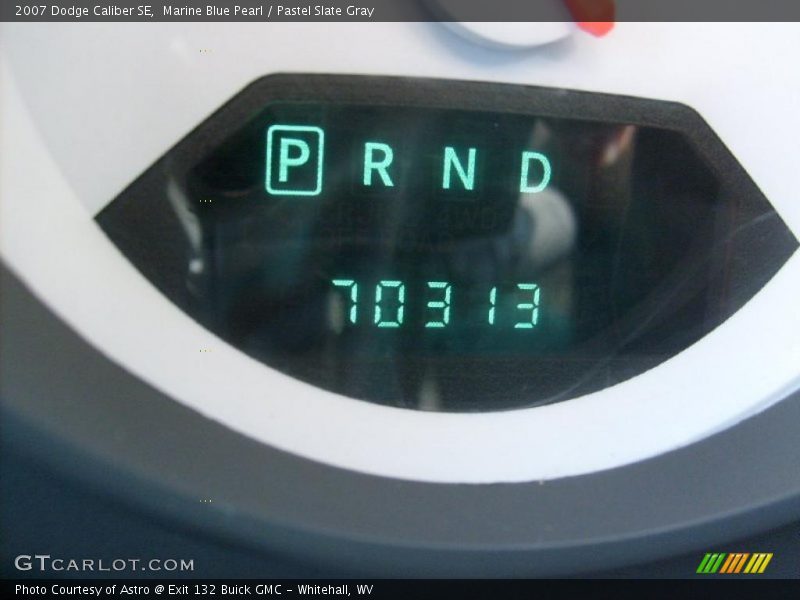 2007 Dodge Caliber SE, Marine Blue Pearl / Pastel Slate Gray
P R N D
70313
GTCARLOT.COM
Photo Courtesy of Astro @ Exit 132 Buick GMC - Whitehall, WV